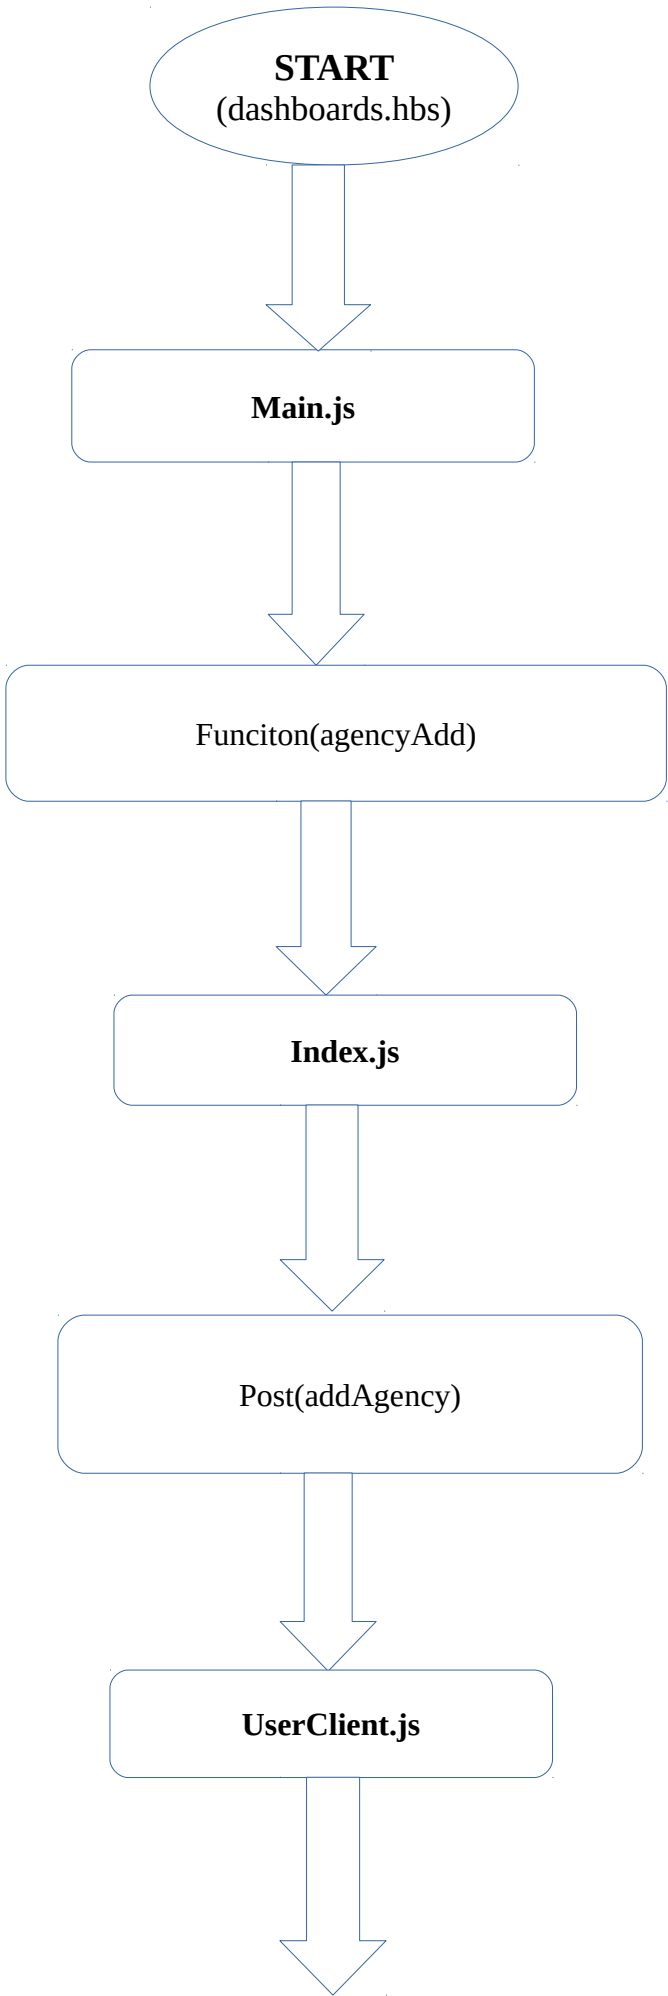 START
(dashboards.hbs)
Main.js
Funciton(agencyAdd)
Index.js
Post(addAgency)
UserClient.js